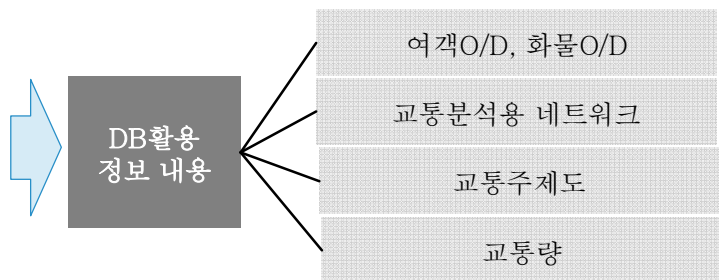 DB활용
정보 내용
여객O/D, 화물O/D
교통분석용 네트워크
교통주제도
교통량